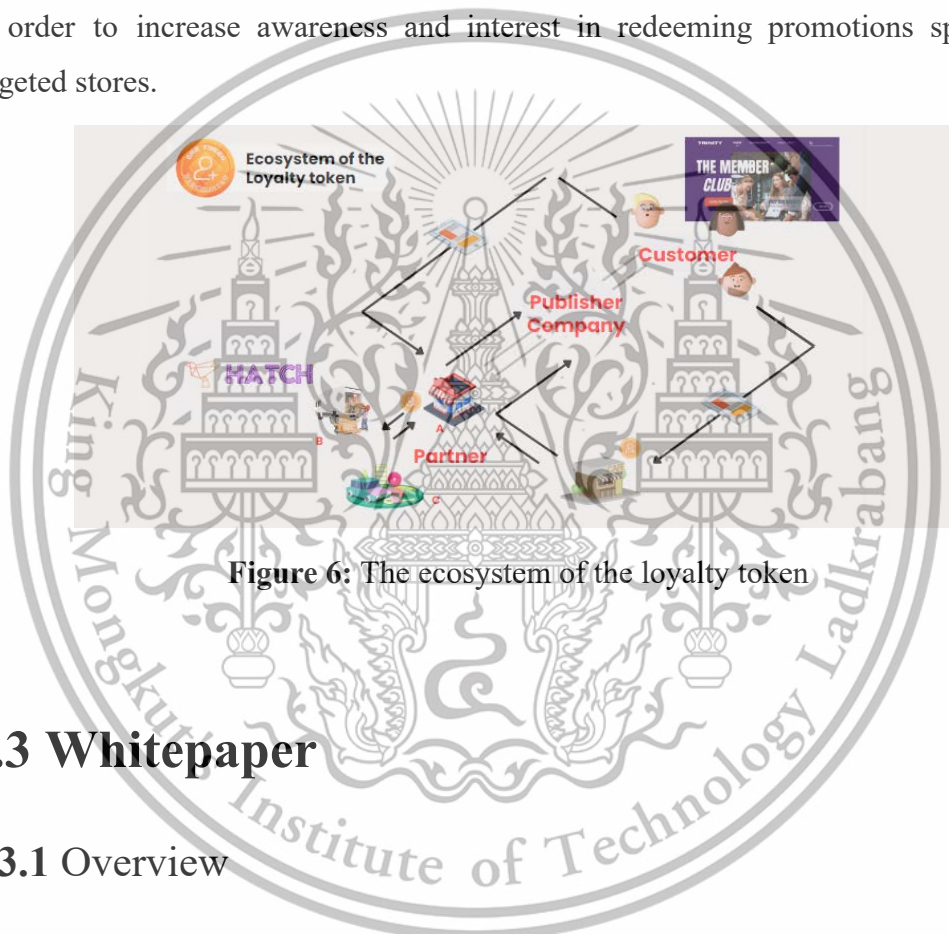 order to increase awareness and interest in redeeming promotions sp
geted stores.
Ecosystem of the
Loyalty token
TRINITY
THE MEMBER
CLUB
Customer
Publisher
Company
HATCH
B
A
Partner
C
Figure 6: The ecosystem of the loyalty token
.3 Whitepaper
3.1 Overview
King Mongkut's Institute of Technology Ladkrabang